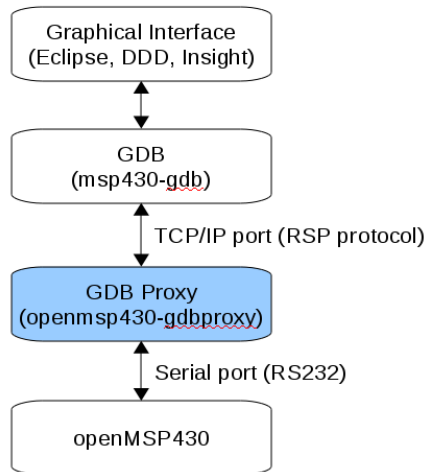 Graphical Interface
(Eclipse, DDD, Insight)
GDB
(msp430-gdb)
TCP/IP port (RSP protocol)
GDB Proxy
(openmsp430-gdbproxy)
Serial port (RS232)
openMSP430